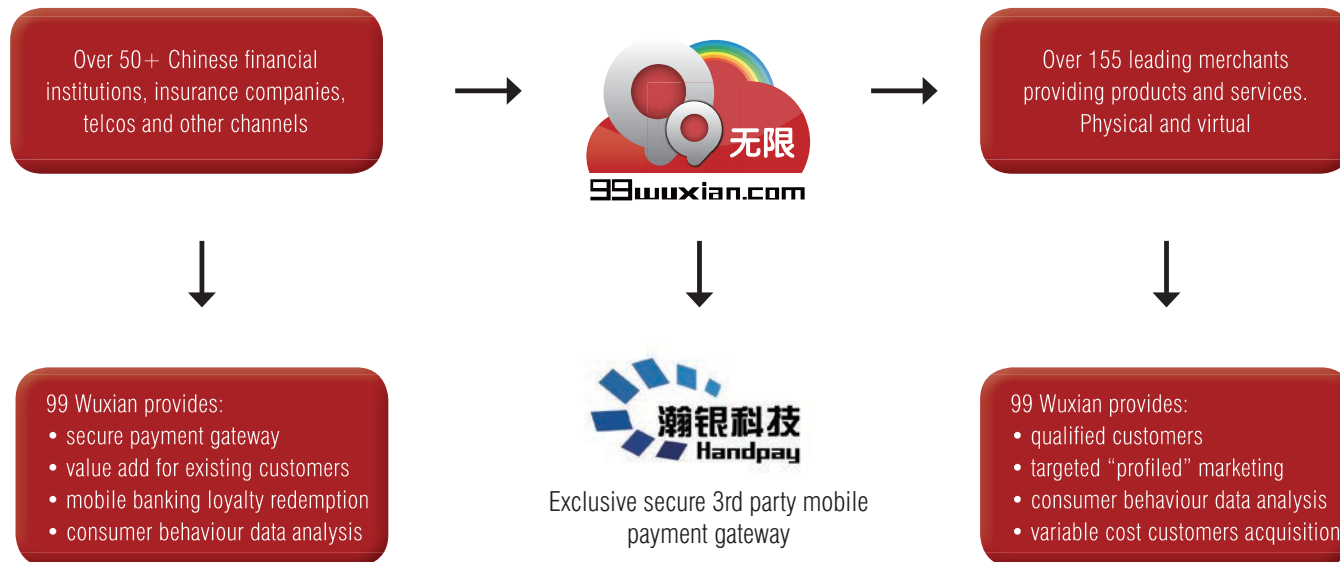 Over 50+ Chinese financial
institutions, insurance companies,
telcos and other channels
无限
99wuxian.com
Over 155 leading merchants
providing products and services.
Physical and virtual
99 Wuxian provides:
• secure payment gateway
• value add for existing customers
• mobile banking loyalty redemption
• consumer behaviour data analysis
瀚银科技
Handpay
Exclusive secure 3rd party mobile
payment gateway
99 Wuxian provides:
• qualified customers
• targeted “profiled” marketing
• consumer behaviour data analysis
• variable cost customers acquisition